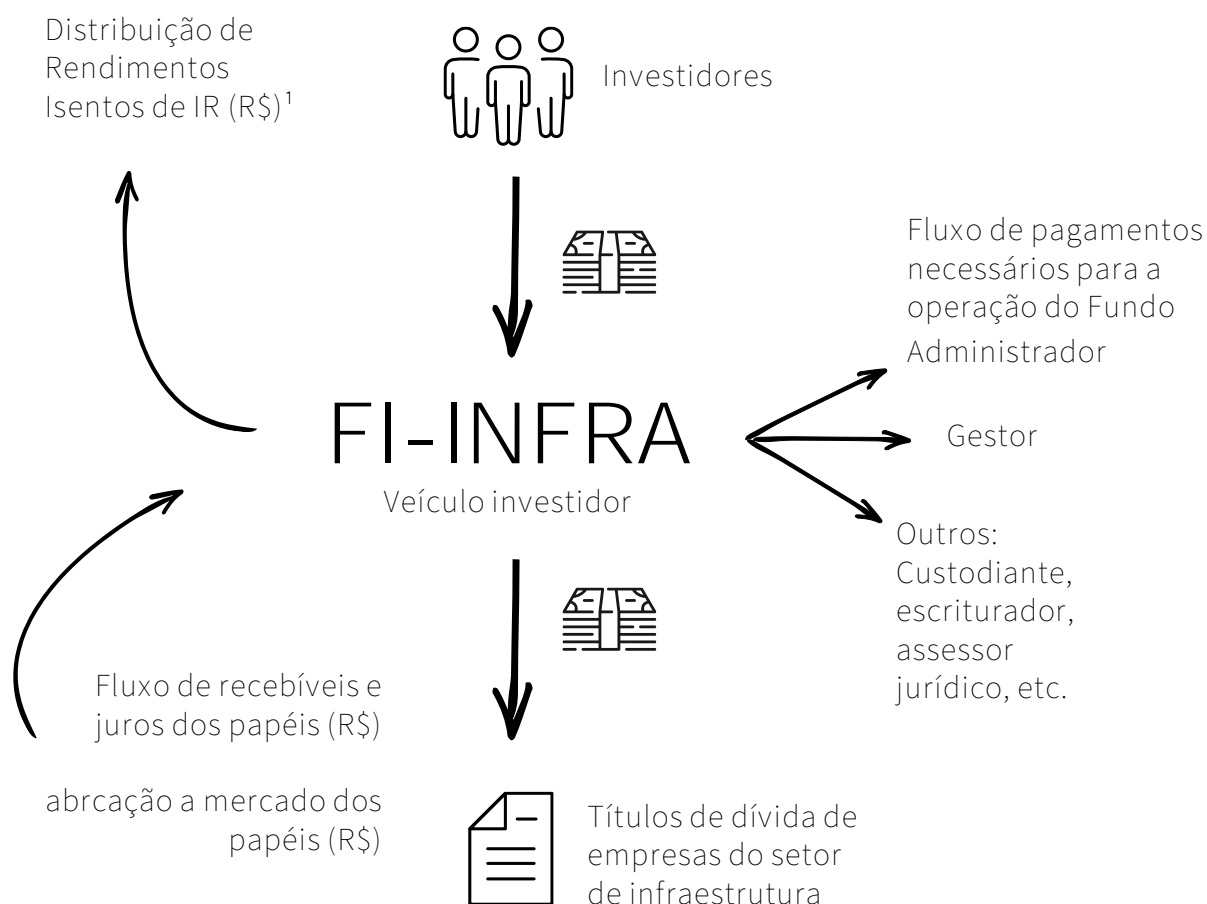 Distribuição de
Rendimentos
Isentos de IR (R$)¹
Investidores
Fluxo de pagamentos
necessários para a
operação do Fundo
Administrador
FI-INFRA
Veículo investidor
Gestor
Outros:
Custodiante,
escriturador,
assessor
jurídico, etc.
Fluxo de recebíveis e
juros dos papéis (R$)
abrcação a mercado dos
papéis (R$)
Títulos de dívida de
empresas do setor
de infraestrutura